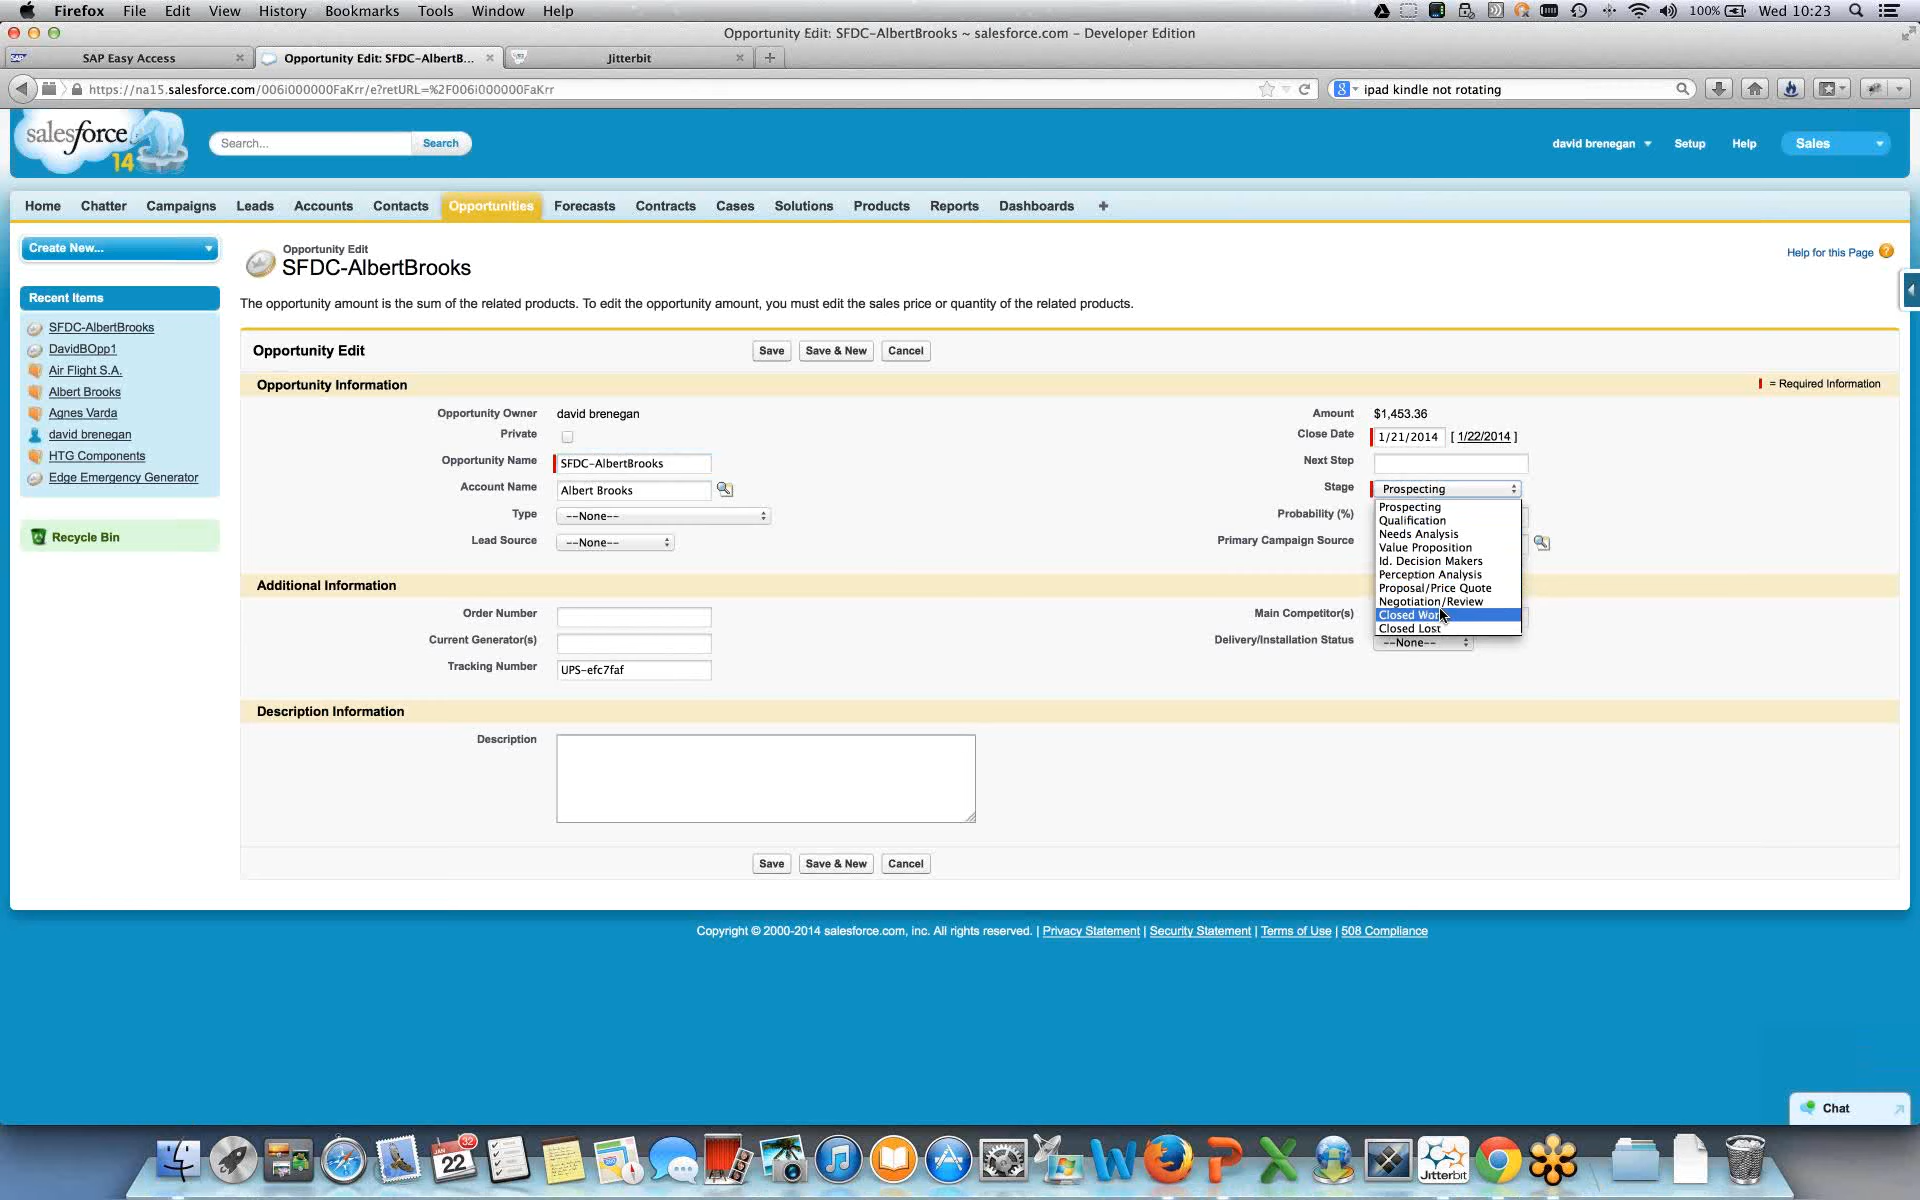 Firefox File Edit View History Bookmarks Tools Window Help 100% Wed 10:23
Opportunity Edit: SFDC-AlbertBrooks ~ salesforce.com - Developer Edition
SAP SAP Easy Access Opportunity Edit: SFDC-AlbertB... Jitterbit
https://na15.salesforce.com/006i000000FaKrr/e?retURL=%2F006i000000FaKrr 8 ipad kindle not rotating
salesforce 14 Search... Search david brenegan Setup Help Sales
Home Chatter Campaigns Leads Accounts Contacts Opportunities Forecasts Contracts Cases Solutions Products Reports Dashboards +
Create New...
Opportunity Edit
SFDC-AlbertBrooks
Help for this Page ?
Recent Items
SFDC-AlbertBrooks
DavidBOpp1
Air Flight S.A.
Albert Brooks
Agnes Varda
david brenegan
HTG Components
Edge Emergency Generator
Recycle Bin
The opportunity amount is the sum of the related products. To edit the opportunity amount, you must edit the sales price or quantity of the related products.
Opportunity Edit Save Save & New Cancel
Opportunity Information = Required Information
Opportunity Owner david brenegan Amount $1,453.36
Private Close Date 1/21/2014 [ 1/22/2014 ]
Opportunity Name SFDC-AlbertBrooks Next Step
Account Name Albert Brooks Stage Prospecting
Type --None-- Probability (%)
Lead Source --None-- Primary Campaign Source
Prospecting
Qualification
Needs Analysis
Value Proposition
Id. Decision Makers
Perception Analysis
Proposal/Price Quote
Negotiation/Review
Closed Won
Closed Lost
Additional Information
Order Number Main Competitor(s)
Current Generator(s) Delivery/Installation Status --None--
Tracking Number UPS-efc7faf
Description Information
Description
Save Save & New Cancel
Copyright © 2000-2014 salesforce.com, inc. All rights reserved. | Privacy Statement | Security Statement | Terms of Use | 508 Compliance
Chat
JAN 22 32 Jitterbit